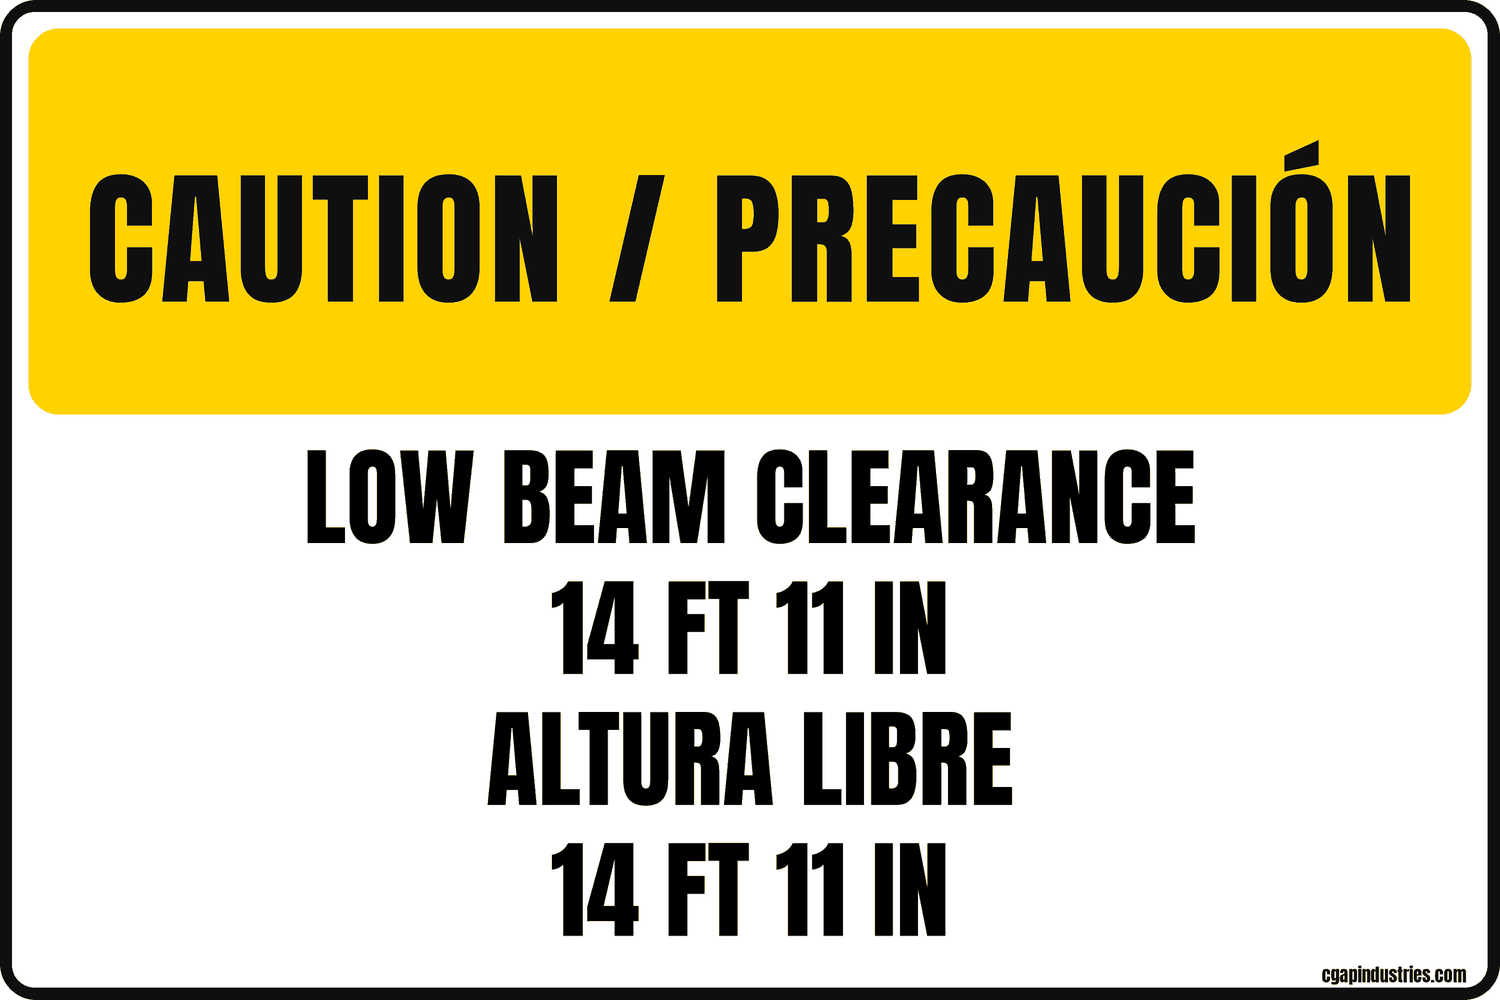 CAUTION / PRECAUCIÓN
LOW BEAM CLEARANCE
14 FT 11 IN
ALTURA LIBRE
14 FT 11 IN
cgapindustries.com